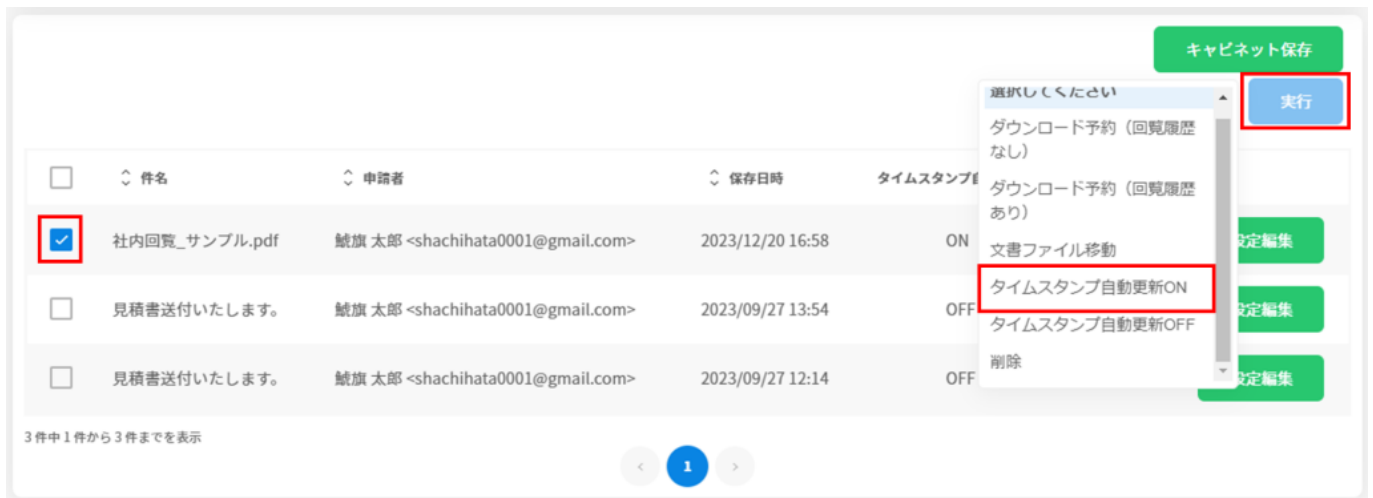 キャビネット保存
選択してください
実行
ダウンロード予約（回覧履歴
なし）
ダウンロード予約（回覧履歴
あり）
文書ファイル移動
タイムスタンプ自動更新ON
タイムスタンプ自動更新OFF
削除
件名 申請者 保存日時 タイムスタンプ
社内回覧_サンプル.pdf 鯱旗 太郎 <shachihata0001@gmail.com> 2023/12/20 16:58 ON 定編集
見積書送付いたします。 鯱旗 太郎 <shachihata0001@gmail.com> 2023/09/27 13:54 OFF 定編集
見積書送付いたします。 鯱旗 太郎 <shachihata0001@gmail.com> 2023/09/27 12:14 OFF 定編集
3 件中 1 件から 3 件までを表示
‹ 1 ›